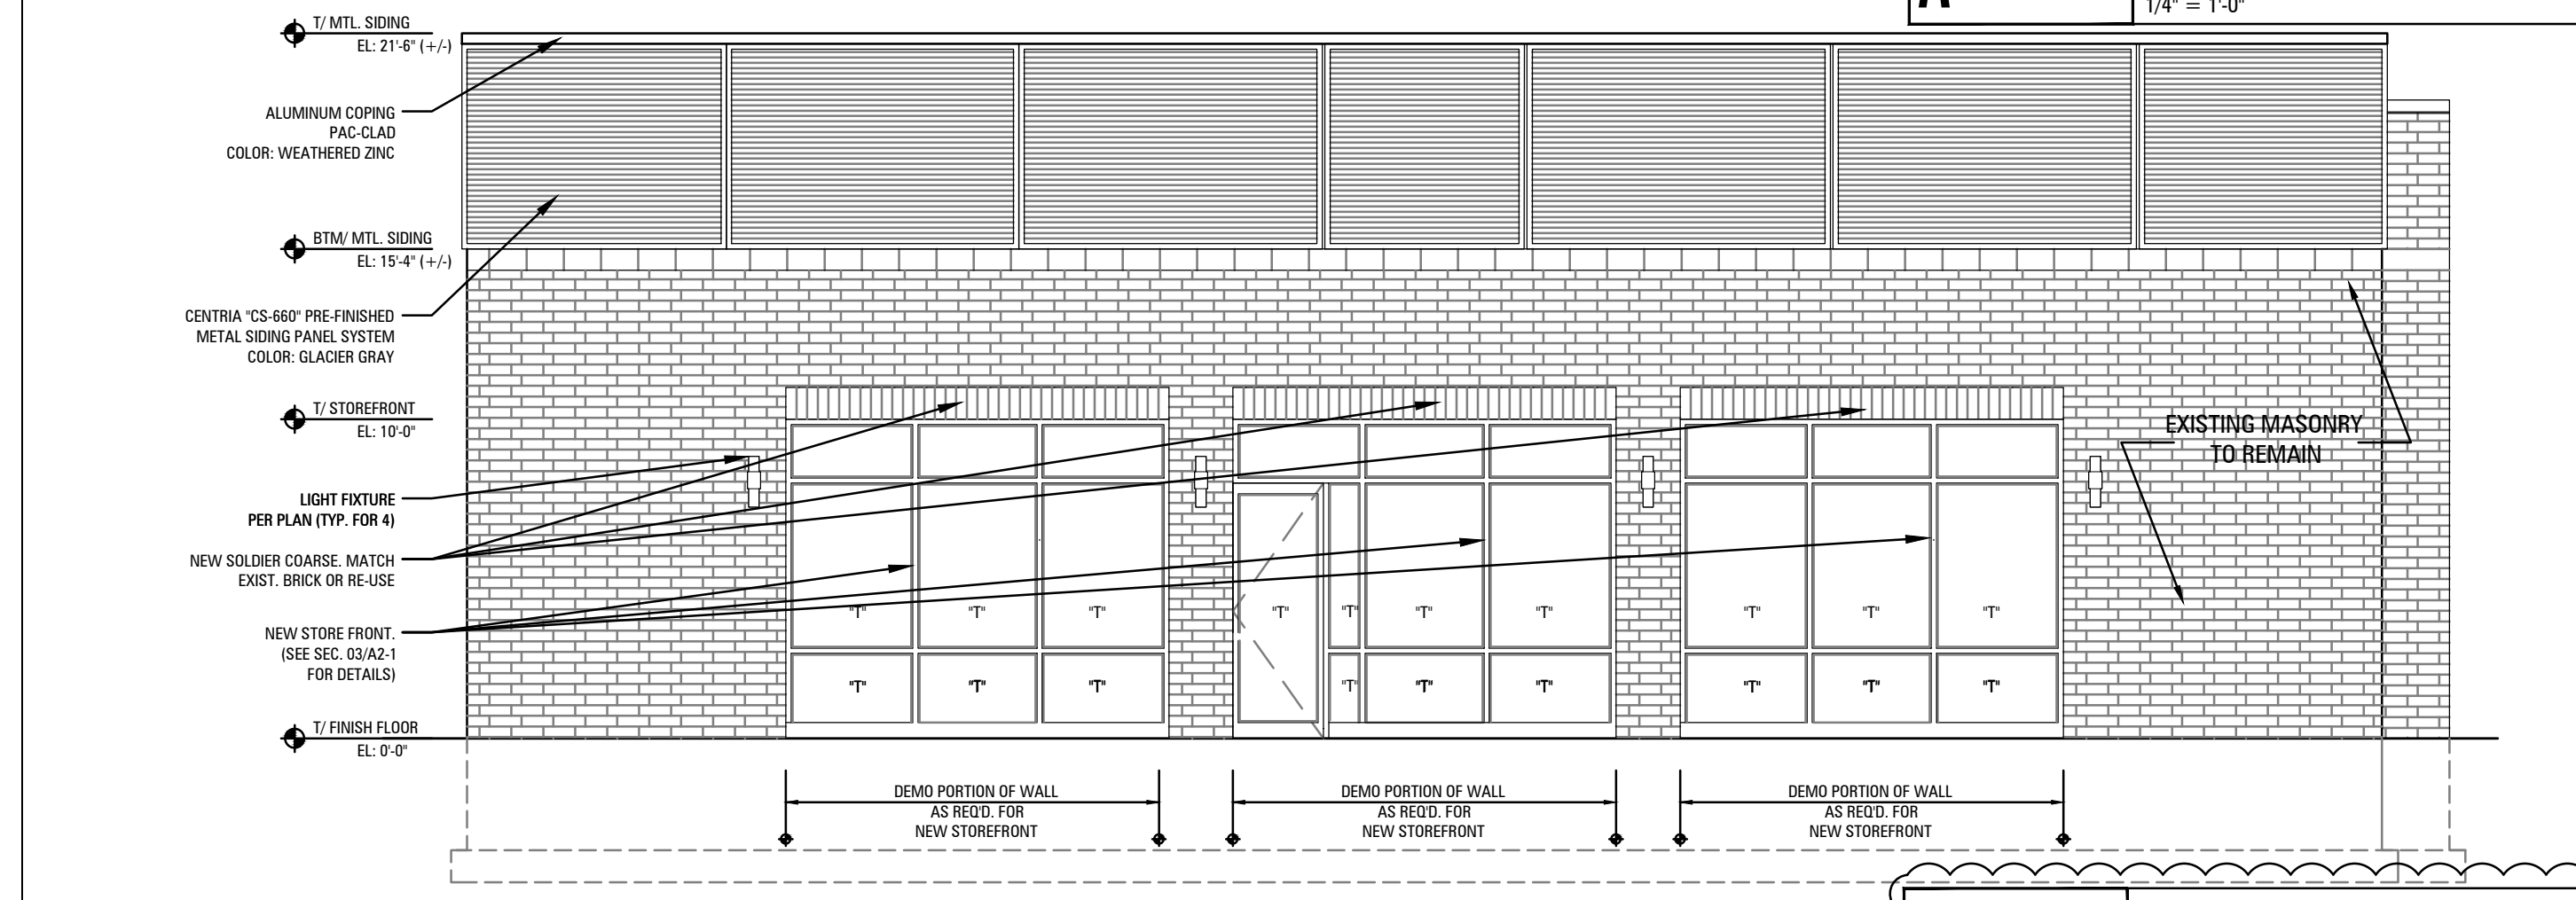 1/4" = 1'-0"
T/ MTL. SIDING
EL: 21'-6" (+/-)
ALUMINUM COPING
PAC-CLAD
COLOR: WEATHERED ZINC
BTM/ MTL. SIDING
EL: 15'-4" (+/-)
CENTRIA "CS-660" PRE-FINISHED
METAL SIDING PANEL SYSTEM
COLOR: GLACIER GRAY
T/ STOREFRONT
EL: 10'-0"
EXISTING MASONRY
TO REMAIN
LIGHT FIXTURE
PER PLAN (TYP. FOR 4)
NEW SOLDIER COARSE. MATCH
EXIST. BRICK OR RE-USE
NEW STORE FRONT.
(SEE SEC. 03/A2-1
FOR DETAILS)
"T" "T" "T" "T" "T" "T" "T" "T" "T" "T"
"T" "T" "T" "T" "T" "T" "T" "T" "T"
T/ FINISH FLOOR
EL: 0'-0"
DEMO PORTION OF WALL
AS REQ'D. FOR
NEW STOREFRONT
DEMO PORTION OF WALL
AS REQ'D. FOR
NEW STOREFRONT
DEMO PORTION OF WALL
AS REQ'D. FOR
NEW STOREFRONT